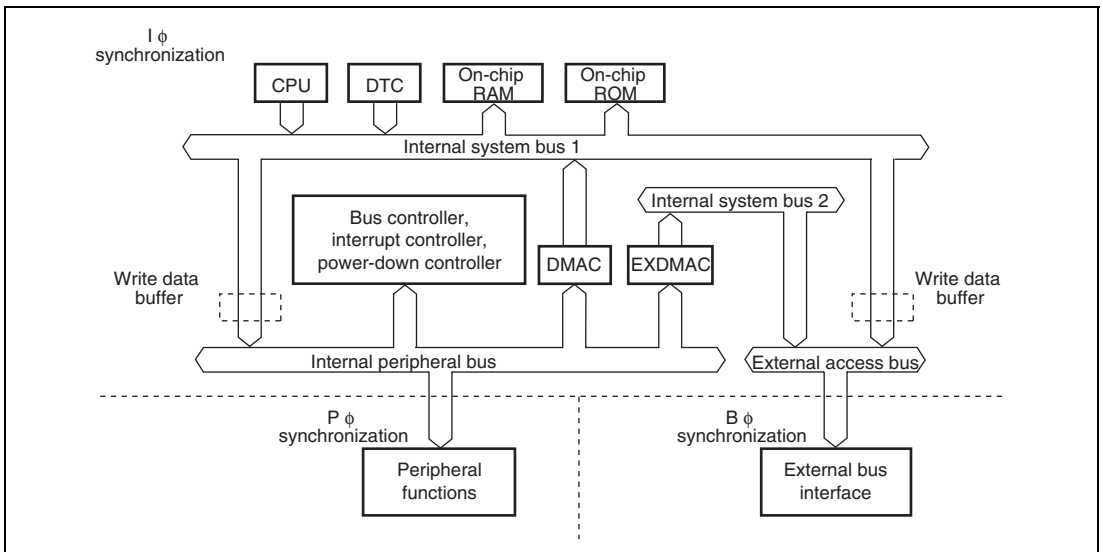 I ϕ
synchronization
CPU
DTC
On-chip
RAM
On-chip
ROM
Internal system bus 1
Internal system bus 2
Bus controller,
interrupt controller,
power-down controller
DMAC
EXDMAC
Write data
buffer
Write data
buffer
Internal peripheral bus
External access bus
P ϕ
synchronization
B ϕ
synchronization
Peripheral
functions
External bus
interface